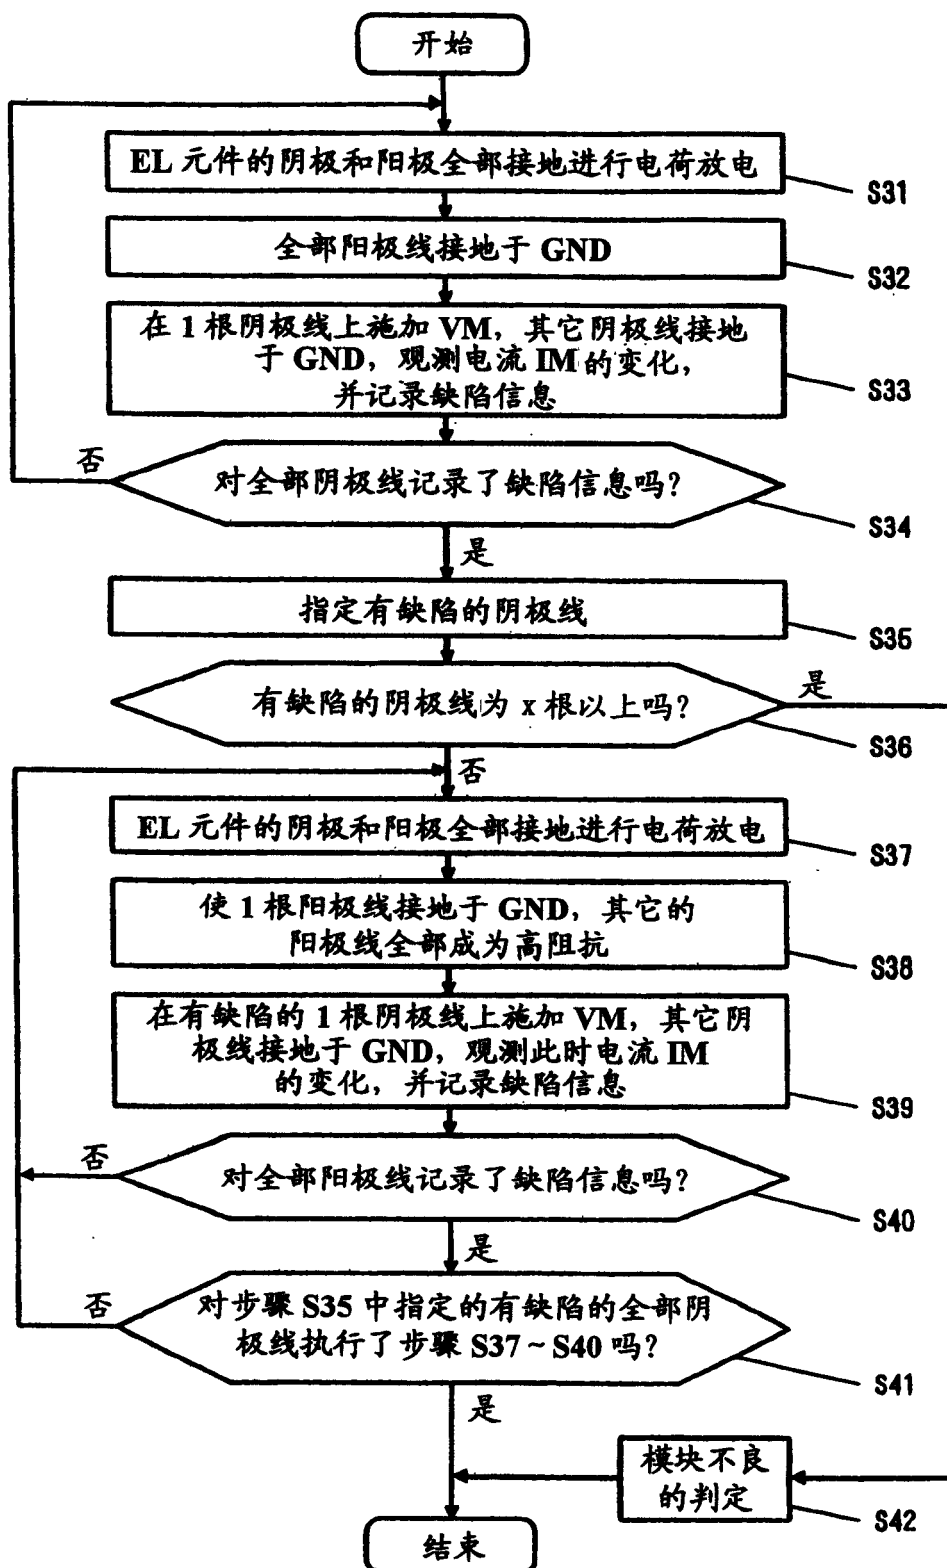 开始
EL 元件的阴极和阳极全部接地进行电荷放电
S31
全部阳极线接地于 GND
S32
在 1 根阴极线上施加 VM，其它阴极线接地
于 GND，观测电流 IM 的变化，
并记录缺陷信息
S33
否
对全部阴极线记录了缺陷信息吗？
S34
是
指定有缺陷的阴极线
S35
有缺陷的阴极线为 x 根以上吗？
是
S36
否
EL 元件的阴极和阳极全部接地进行电荷放电
S37
使 1 根阳极线接地于 GND，其它的
阳极线全部成为高阻抗
S38
在有缺陷的 1 根阴极线上施加 VM，其它阴
极线接地于 GND，观测此时电流 IM
的变化，并记录缺陷信息
S39
否
对全部阳极线记录了缺陷信息吗？
S40
是
否
对步骤 S35 中指定的有缺陷的全部阴
极线执行了步骤 S37 ~ S40 吗？
S41
是
模块不良
的判定
S42
结束